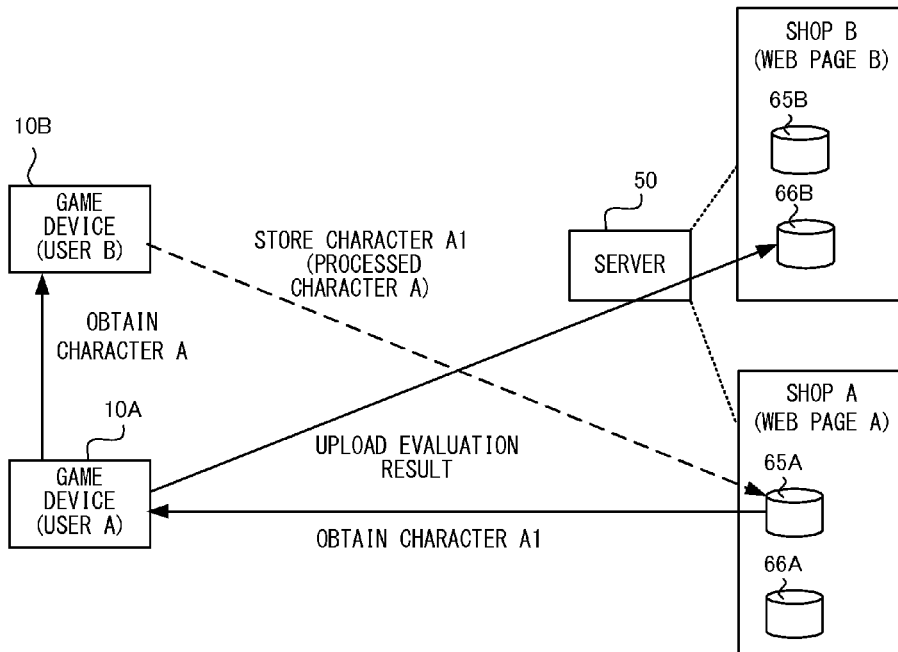 SHOP B
(WEB PAGE B)
65B
66B
10B
GAME
DEVICE
(USER B)
50
SERVER
STORE CHARACTER A1
(PROCESSED
CHARACTER A)
OBTAIN
CHARACTER A
10A
GAME
DEVICE
(USER A)
UPLOAD EVALUATION
RESULT
OBTAIN CHARACTER A1
SHOP A
(WEB PAGE A)
65A
66A